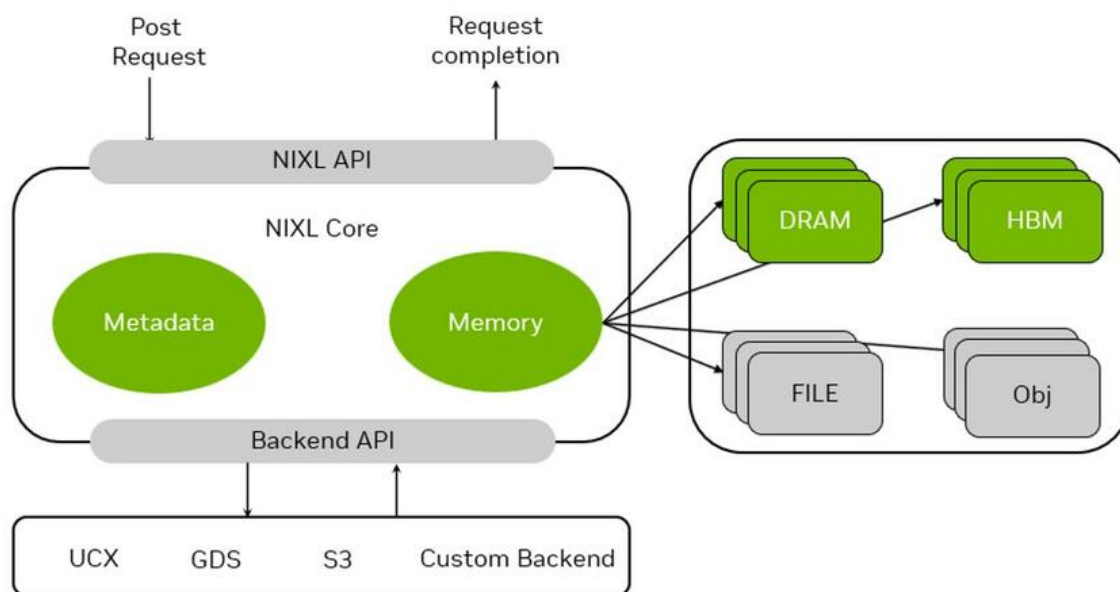 Post
Request
Request
completion
NIXL API
NIXL Core
Metadata
Memory
DRAM
HBM
FILE
Obj
Backend API
UCX GDS S3 Custom Backend